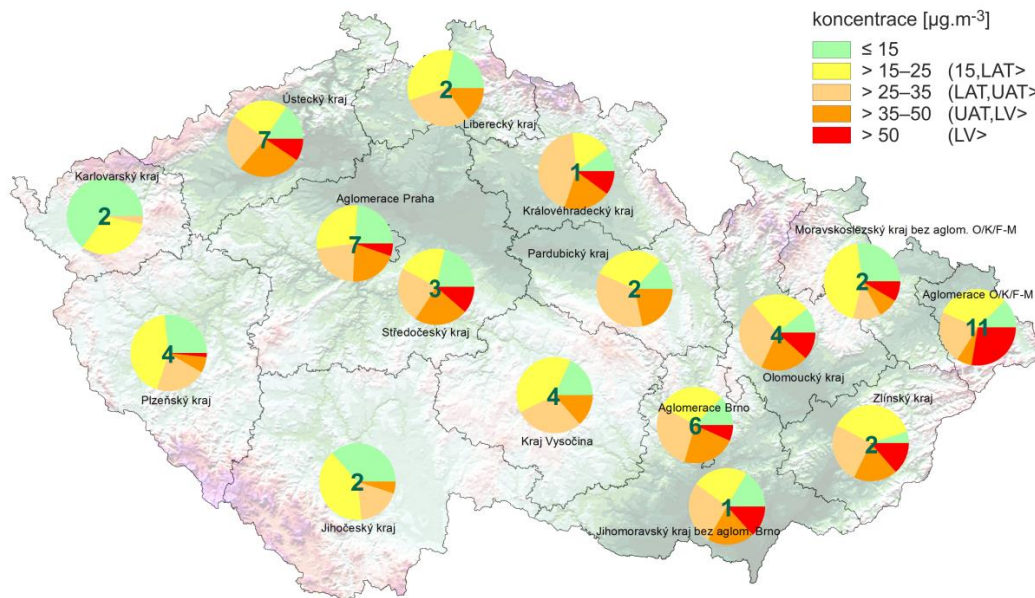 koncentrace [µg.m⁻³]
≤ 15
> 15–25 (15,LAT>
> 25–35 (LAT,UAT>
> 35–50 (UAT,LV>
> 50 (LV>
2
Liberecký kraj
Ústecký kraj
7
Karlovarský kraj
2
1
Královéhradecký kraj
Aglomerace Praha
7
Moravskoslezský kraj bez aglom. O/K/F-M
2
Pardubický kraj
2
3
Středočeský kraj
Aglomerace O/K/F-M
11
4
Olomoucký kraj
4
Plzeňský kraj
4
Kraj Vysočina
Aglomerace Brno
6
Zlínský kraj
2
2
Jihočeský kraj
1
Jihomoravský kraj bez aglom. Brno